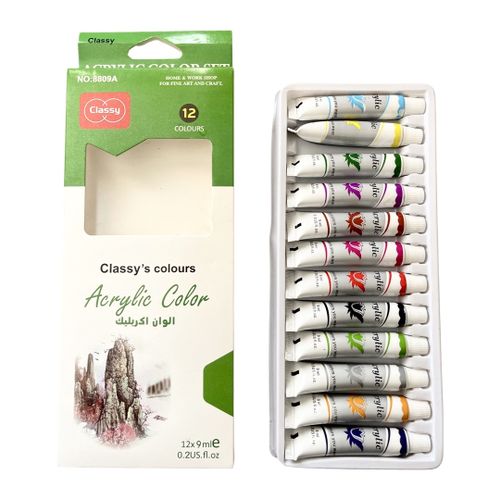 Classy
ACRYLIC COLOR SET
NO:8809A
HOME & WORK SHOP
FOR FINE ART AND CRAFT.
Classy
12
COLOURS
Classy's colours
Acrylic Color
الوان اكريليك
12x9ml℮
0.2US.fl.oz
Acrylic
Acrylic
Acrylic
Acrylic
Acrylic
Acrylic
Acrylic
Acrylic
Acrylic
Acrylic
Acrylic
Acrylic